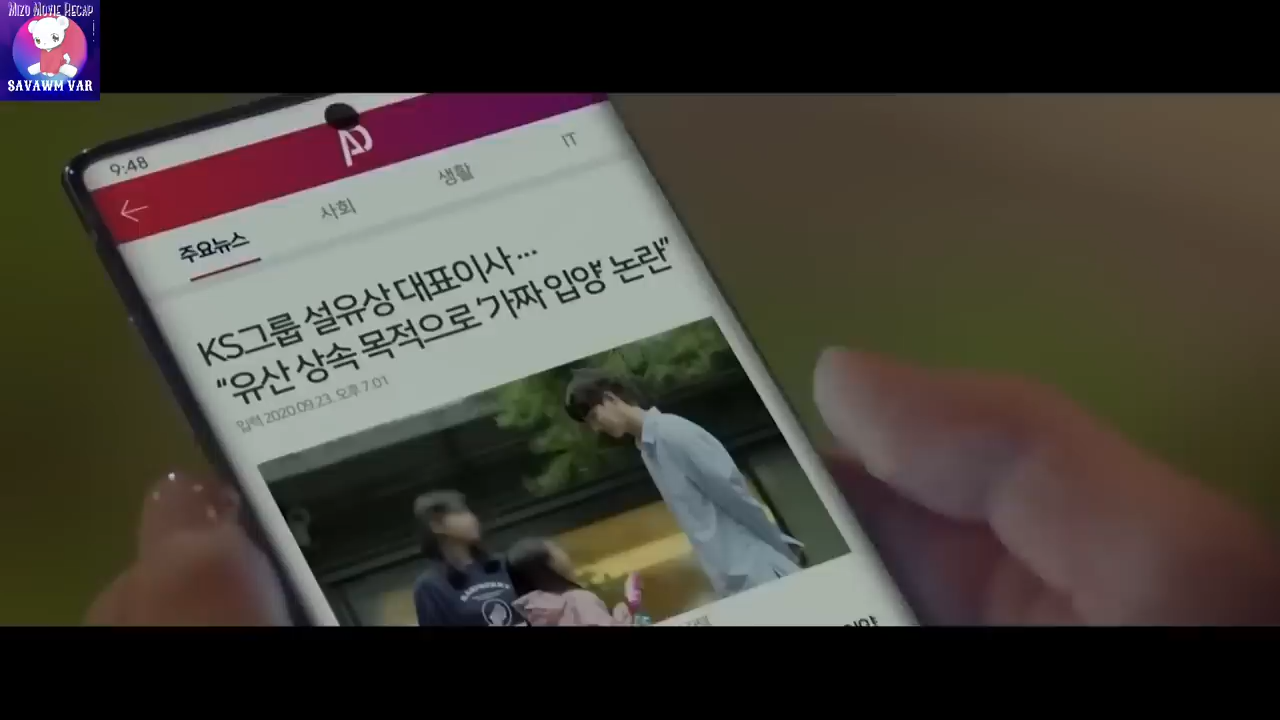 Mizo Movie Recap
SAVAWM VAR
9:48
주요뉴스
사회
생활
IT
KS그룹 설유상 대표이사…
“유산 상속 목적으로 '가짜 입양' 논란”
입력 2020.09.23. 오후 7:01